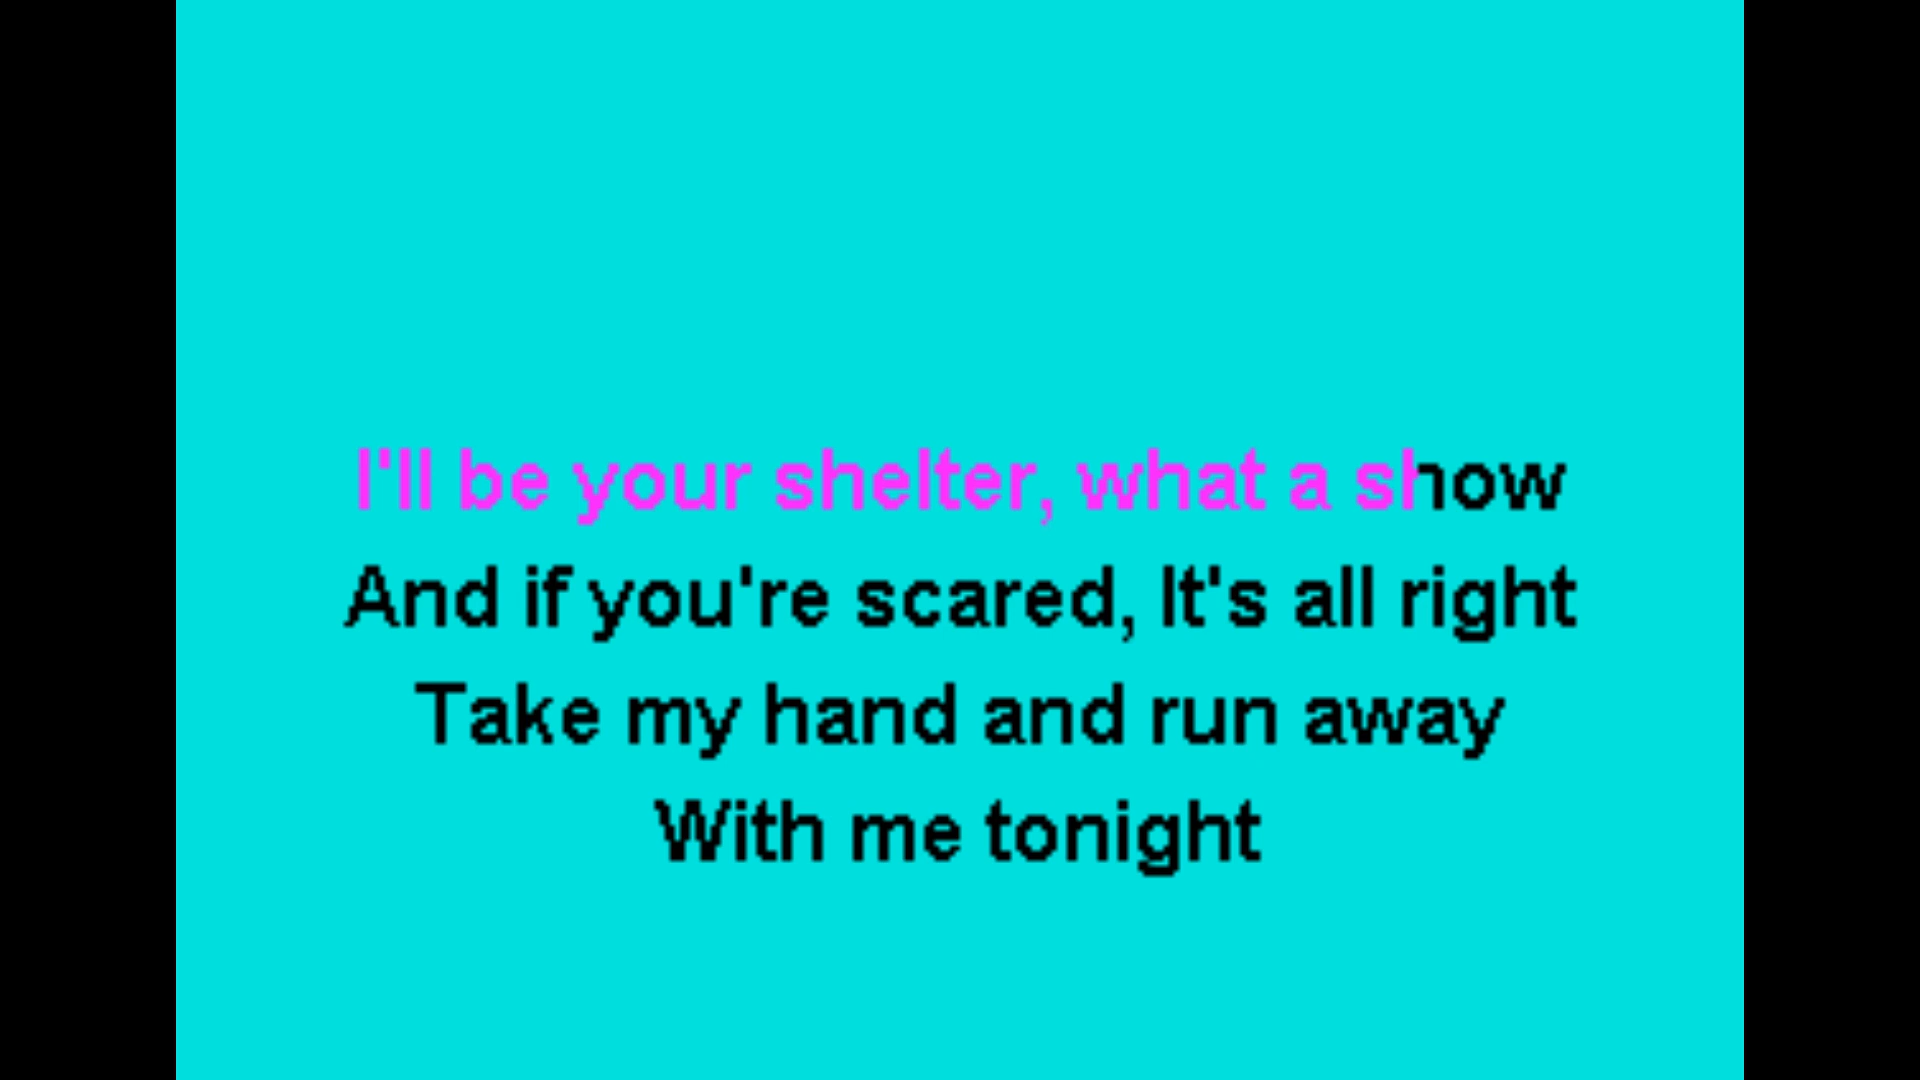 I'll be your shelter, what a show
And if you're scared, It's all right
Take my hand and run away
With me tonight